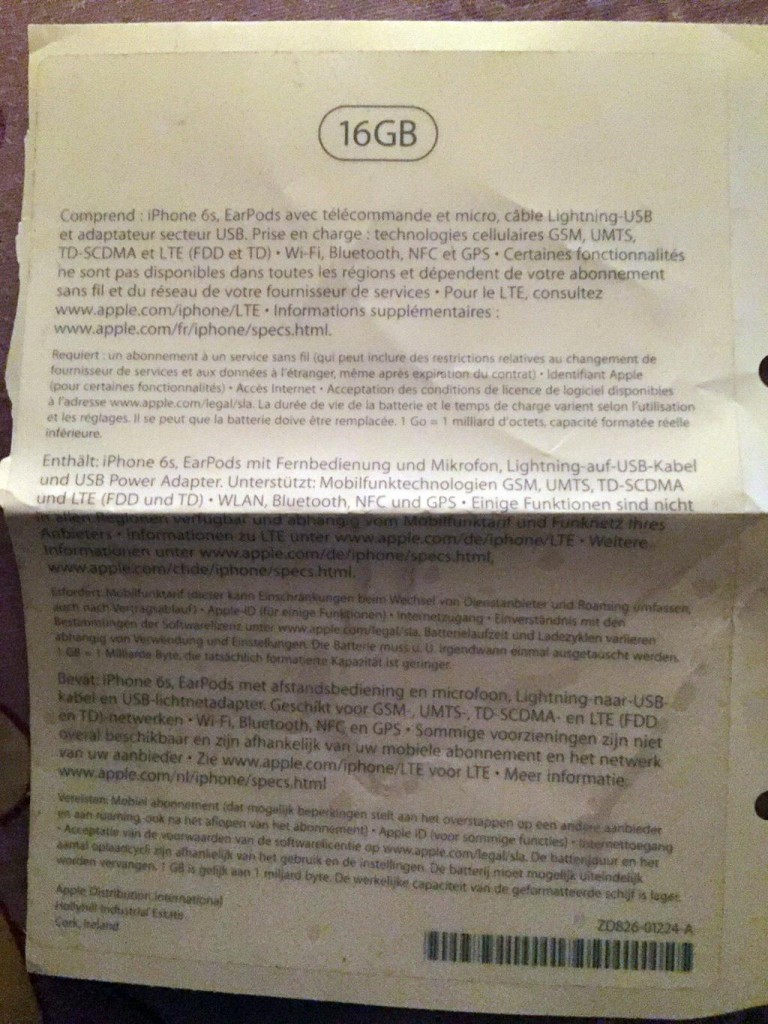 16GB
Comprend : iPhone 6s, EarPods avec télécommande et micro, câble Lightning-USB
et adaptateur secteur USB. Prise en charge : technologies cellulaires GSM, UMTS,
TD-SCDMA et LTE (FDD et TD) • Wi-Fi, Bluetooth, NFC et GPS • Certaines fonctionnalités
ne sont pas disponibles dans toutes les régions et dépendent de votre abonnement
sans fil et du réseau de votre fournisseur de services • Pour le LTE, consultez
www.apple.com/iphone/LTE • Informations supplémentaires :
www.apple.com/fr/iphone/specs.html.
Requiert : un abonnement à un service sans fil (qui peut inclure des restrictions relatives au changement de
fournisseur de services et aux données à l'étranger, même après expiration du contrat) • Identifiant Apple
(pour certaines fonctionnalités) • Accès Internet • Acceptation des conditions de licence de logiciel disponibles
à l'adresse www.apple.com/legal/sla. La durée de vie de la batterie et le temps de charge varient selon l'utilisation
et les réglages. Il se peut que la batterie doive être remplacée. 1 Go = 1 milliard d'octets, capacité formatée réelle
inférieure.
Enthält: iPhone 6s, EarPods mit Fernbedienung und Mikrofon, Lightning-auf-USB-Kabel
und USB Power Adapter. Unterstützt: Mobilfunktechnologien GSM, UMTS, TD-SCDMA
und LTE (FDD und TD) • WLAN, Bluetooth, NFC und GPS • Einige Funktionen sind nicht
in allen Regionen verfügbar und abhängig vom Mobilfunktarif und Funknetz Ihres
Anbieters • Informationen zu LTE unter www.apple.com/de/iphone/LTE • Weitere
Informationen unter www.apple.com/de/iphone/specs.html,
www.apple.com/chde/iphone/specs.html.
Erfordert: Mobilfunktarif (dieser kann Einschränkungen beim Wechsel von Dienstanbieter und Roaming umfassen,
auch nach Vertragsablauf) • Apple-ID (für einige Funktionen) • Internetzugang • Einverständnis mit den
Bestimmungen der Softwarelizenz unter www.apple.com/legal/sla. Batterielaufzeit und Ladezyklen variieren
abhängig von Verwendung und Einstellungen. Die Batterie muss u. U. irgendwann einmal ausgetauscht werden.
1 GB = 1 Milliarde Byte, die tatsächlich formatierte Kapazität ist geringer.
Bevat: iPhone 6s, EarPods met afstandsbediening en microfoon, Lightning-naar-USB-
kabel en USB-lichtnetadapter. Geschikt voor GSM-, UMTS-, TD-SCDMA- en LTE (FDD
en TD)-netwerken • Wi-Fi, Bluetooth, NFC en GPS • Sommige voorzieningen zijn niet
overal beschikbaar en zijn afhankelijk van uw mobiele abonnement en het netwerk
van uw aanbieder • Zie www.apple.com/iphone/LTE voor LTE • Meer informatie:
www.apple.com/nl/iphone/specs.html
Vereisten: Mobiel abonnement (dat mogelijk beperkingen stelt aan het overstappen op een andere aanbieder
en aan roaming, ook na het aflopen van het abonnement) • Apple ID (voor sommige functies) • Internettoegang
• Acceptatie van de voorwaarden van de softwarelicentie op www.apple.com/legal/sla. De batterijduur en het
aantal oplaadcycli zijn afhankelijk van het gebruik en de instellingen. De batterij moet mogelijk uiteindelijk
worden vervangen. 1 GB is gelijk aan 1 miljard byte. De werkelijke capaciteit van de geformatteerde schijf is lager.
Apple Distribution International
Hollyhill Industrial Estate
Cork, Ireland
ZD826-01224-A